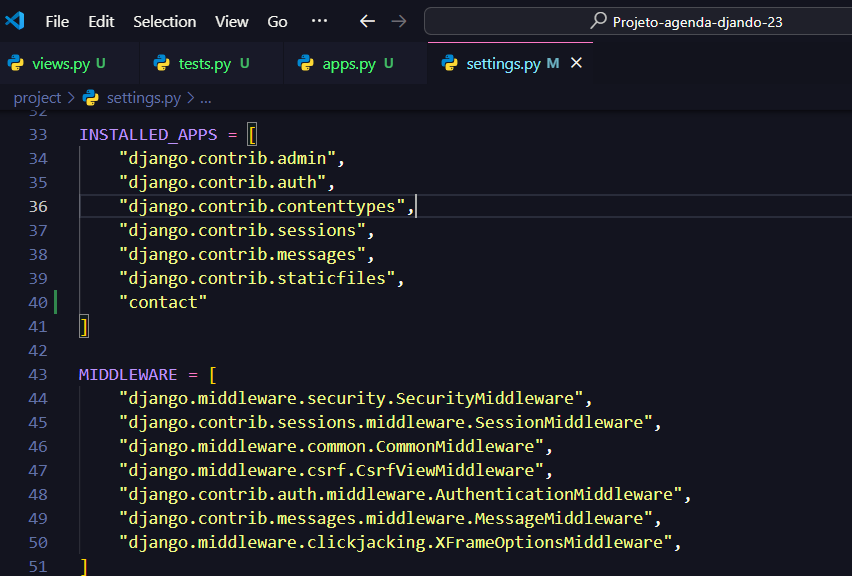 File Edit Selection View Go ··· ← → Projeto-agenda-djando-23
views.py U tests.py U apps.py U settings.py M ×
project > settings.py > ...
32
33 INSTALLED_APPS = [
34 "django.contrib.admin",
35 "django.contrib.auth",
36 "django.contrib.contenttypes",
37 "django.contrib.sessions",
38 "django.contrib.messages",
39 "django.contrib.staticfiles",
40 "contact"
41 ]
42
43 MIDDLEWARE = [
44 "django.middleware.security.SecurityMiddleware",
45 "django.contrib.sessions.middleware.SessionMiddleware",
46 "django.middleware.common.CommonMiddleware",
47 "django.middleware.csrf.CsrfViewMiddleware",
48 "django.contrib.auth.middleware.AuthenticationMiddleware",
49 "django.contrib.messages.middleware.MessageMiddleware",
50 "django.middleware.clickjacking.XFrameOptionsMiddleware",
51 ]